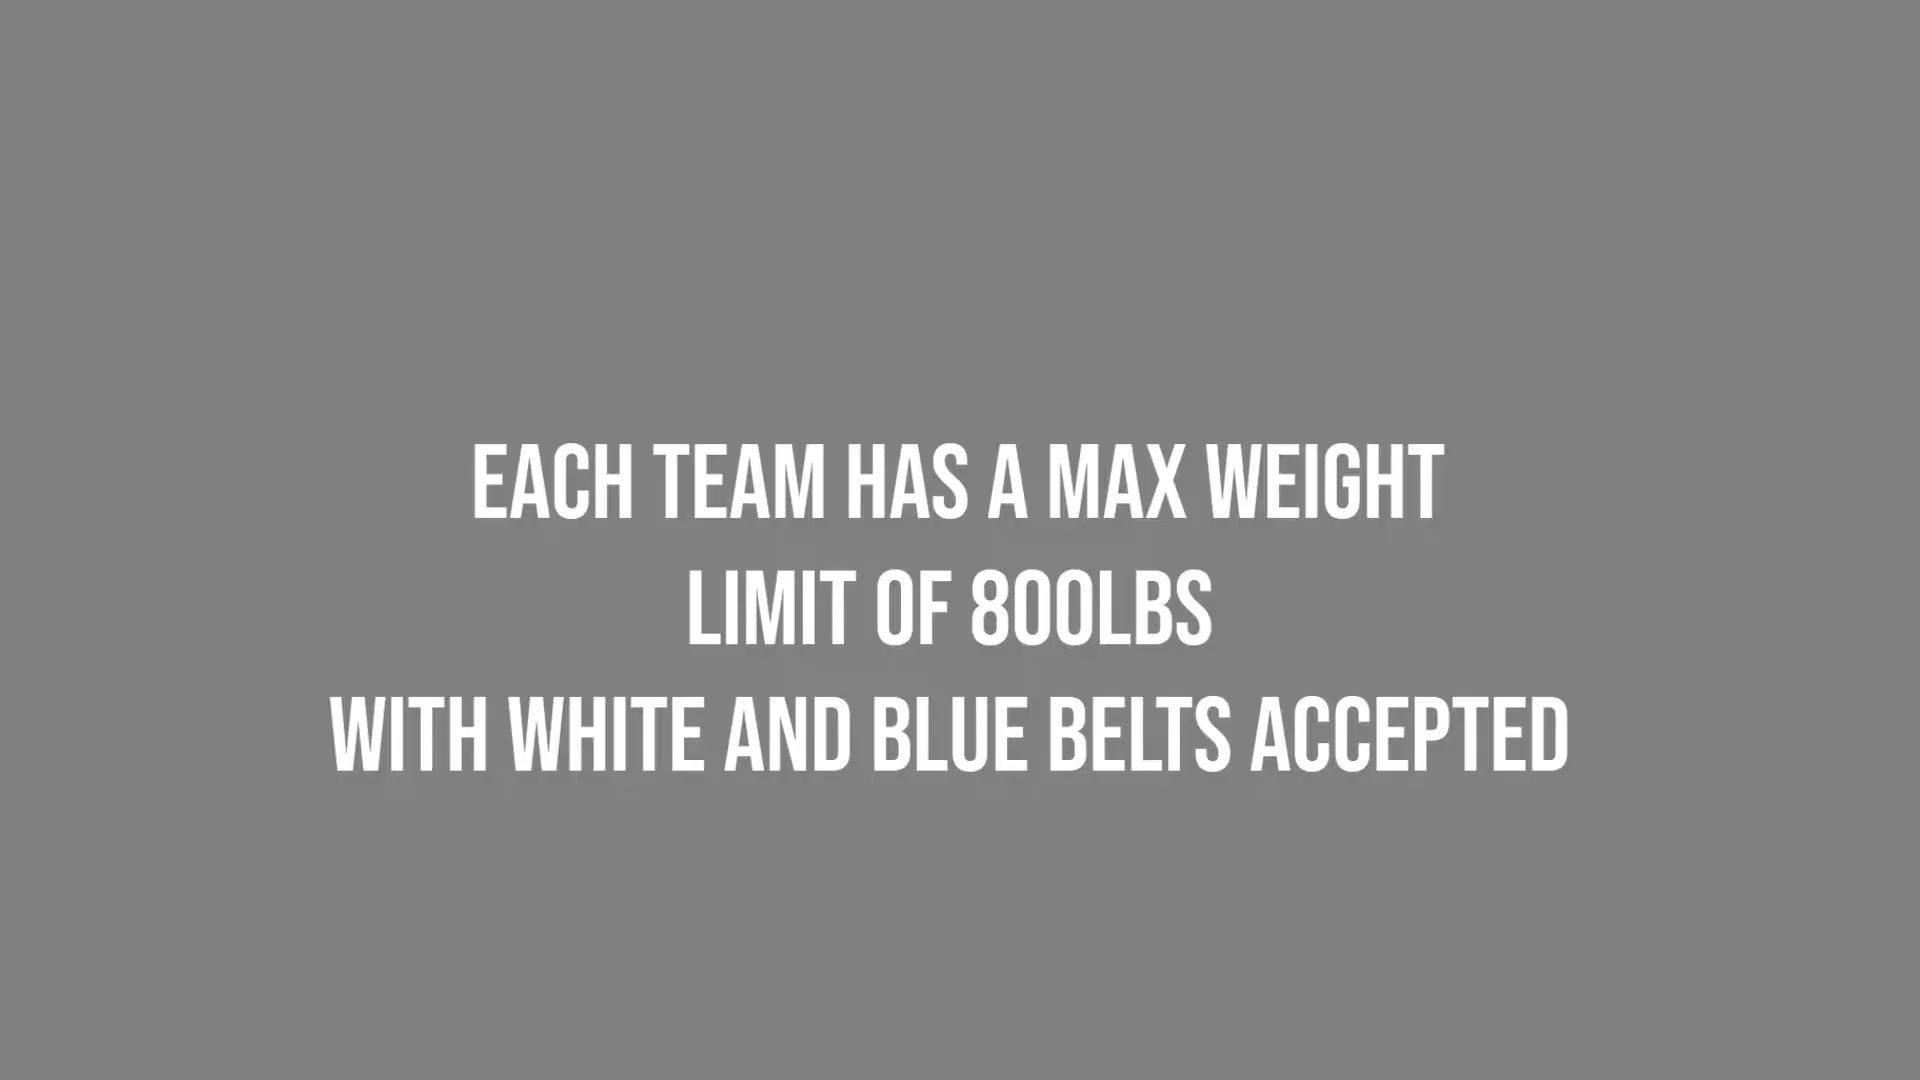 EACH TEAM HAS A MAX WEIGHT
LIMIT OF 800LBS
WITH WHITE AND BLUE BELTS ACCEPTED